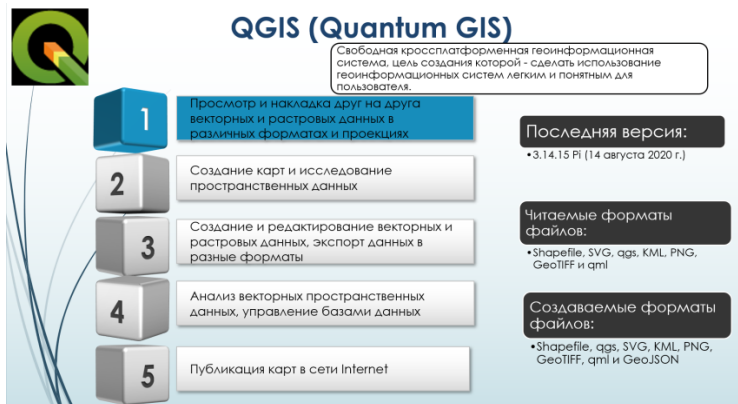 QGIS (Quantum GIS)
Свободная кроссплатформенная геоинформационная
система, цель создания которой - сделать использование
геоинформационных систем легким и понятным для
пользователя.
1
Просмотр и накладка друг на друга
векторных и растровых данных в
различных форматах и проекциях
2
Создание карт и исследование
пространственных данных
3
Создание и редактирование векторных и
растровых данных, экспорт данных в
разные форматы
4
Анализ векторных пространственных
данных, управление базами данных
5
Публикация карт в сети Internet
Последняя версия:
•3.14.15 Pi (14 августа 2020 г.)
Читаемые форматы
файлов:
•Shapefile, SVG, qgs, KML, PNG,
GeoTIFF и qml
Создаваемые форматы
файлов:
•Shapefile, qgs, SVG, KML, PNG,
GeoTIFF, qml и GeoJSON